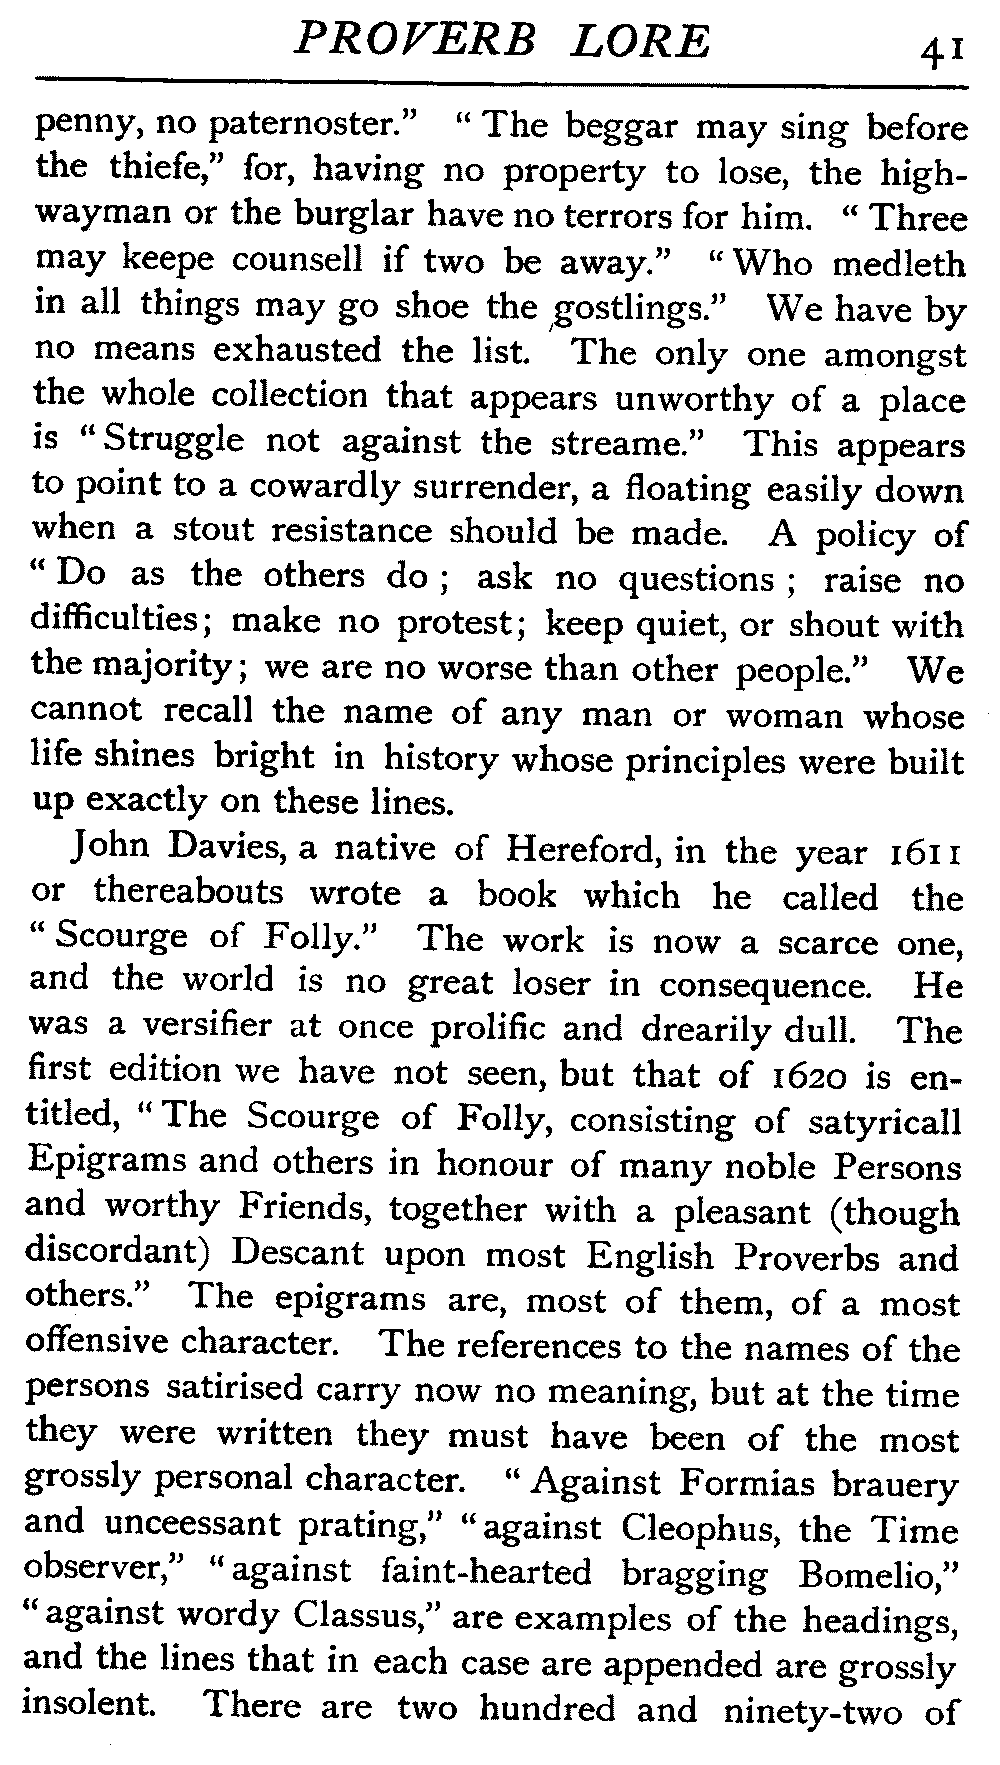 PROVERB LORE 41
penny, no paternoster." "The beggar may sing before
the thiefe," for, having no property to lose, the high-
wayman or the burglar have no terrors for him. "Three
may keepe counsell if two be away." "Who medleth
in all things may go shoe the gostlings." We have by
no means exhausted the list. The only one amongst
the whole collection that appears unworthy of a place
is "Struggle not against the streame." This appears
to point to a cowardly surrender, a floating easily down
when a stout resistance should be made. A policy of
"Do as the others do; ask no questions; raise no
difficulties; make no protest; keep quiet, or shout with
the majority; we are no worse than other people." We
cannot recall the name of any man or woman whose
life shines bright in history whose principles were built
up exactly on these lines.
John Davies, a native of Hereford, in the year 1611
or thereabouts wrote a book which he called the
"Scourge of Folly." The work is now a scarce one,
and the world is no great loser in consequence. He
was a versifier at once prolific and drearily dull. The
first edition we have not seen, but that of 1620 is en-
titled, "The Scourge of Folly, consisting of satyricall
Epigrams and others in honour of many noble Persons
and worthy Friends, together with a pleasant (though
discordant) Descant upon most English Proverbs and
others." The epigrams are, most of them, of a most
offensive character. The references to the names of the
persons satirised carry now no meaning, but at the time
they were written they must have been of the most
grossly personal character. "Against Formias brauery
and unceessant prating," "against Cleophus, the Time
observer," "against faint-hearted bragging Bomelio,"
"against wordy Classus," are examples of the headings,
and the lines that in each case are appended are grossly
insolent. There are two hundred and ninety-two of